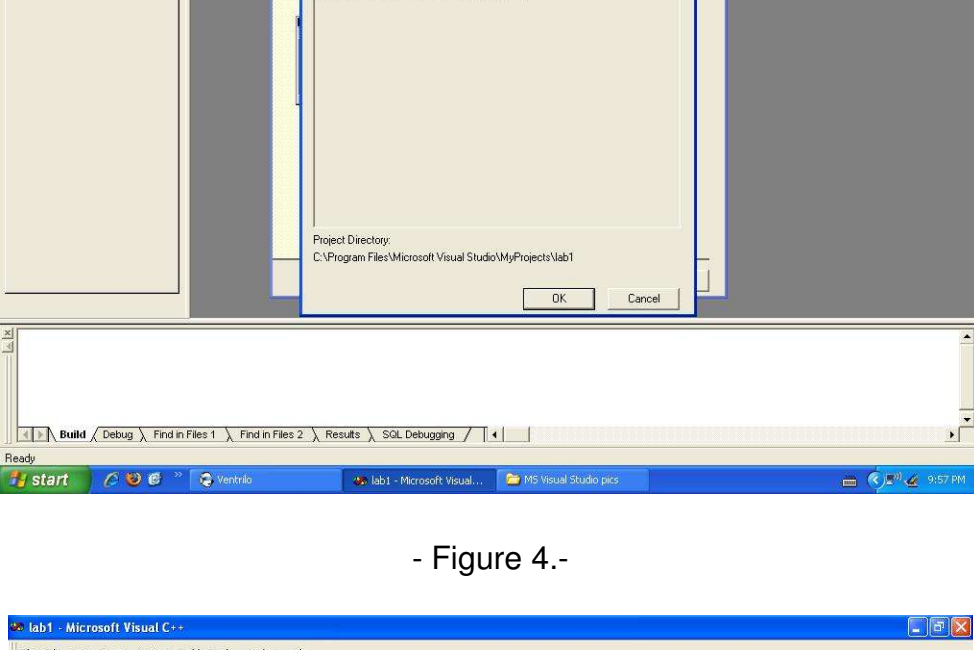 Project Directory:
C:\Program Files\Microsoft Visual Studio\MyProjects\lab1
OK Cancel
Build Debug Find in Files 1 Find in Files 2 Results SQL Debugging
Ready
start Ventrilo lab1 - Microsoft Visual... MS Visual Studio pics 9:57 PM
- Figure 4.-
lab1 - Microsoft Visual C++